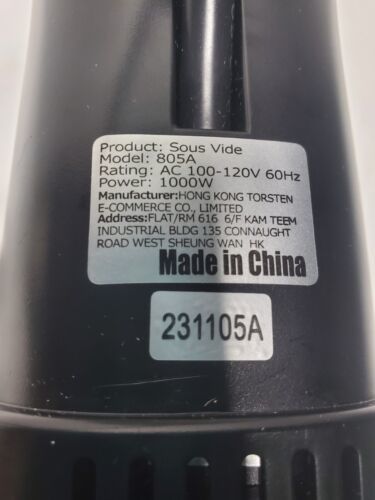 Product: Sous Vide
Model: 805A
Rating: AC 100-120V 60Hz
Power: 1000W
Manufacturer:HONG KONG TORSTEN
E-COMMERCE CO., LIMITED
Address:FLAT/RM 616 6/F KAM TEEM
INDUSTRIAL BLDG 135 CONNAUGHT
ROAD WEST SHEUNG WAN HK
Made in China
231105A